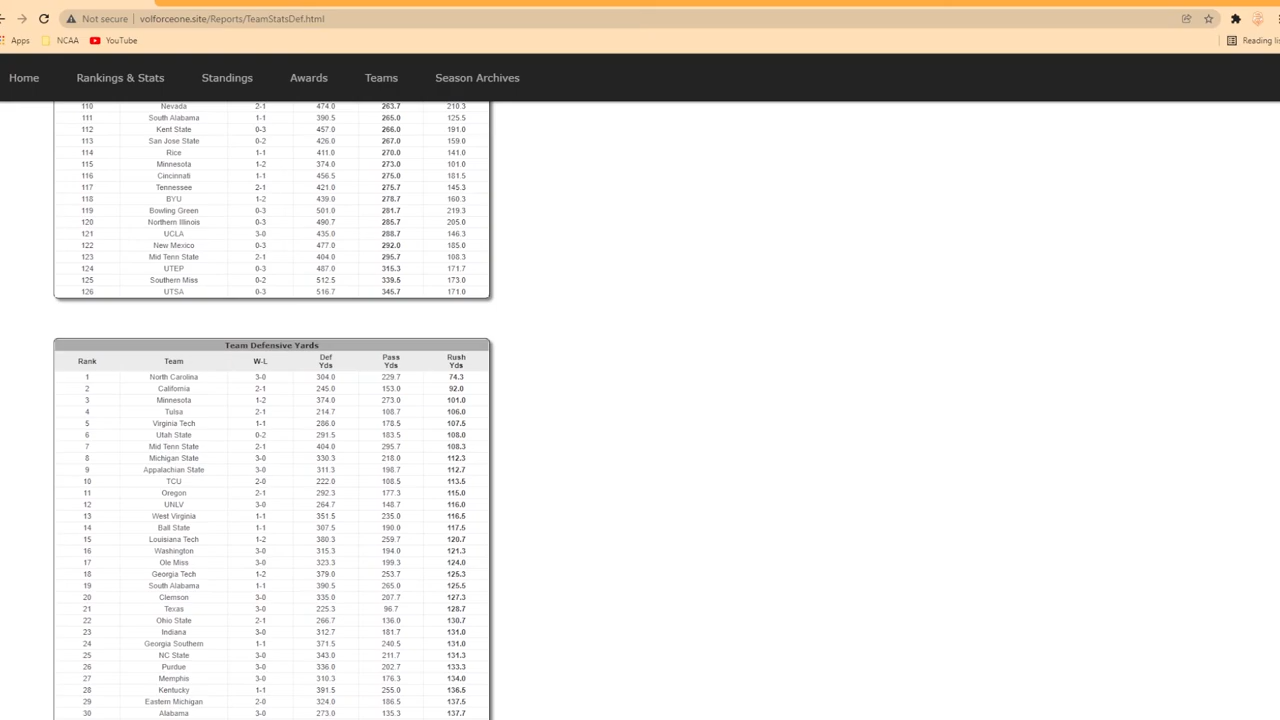 Not secure volforceone.site/Reports/TeamStatsDef.html
Apps NCAA YouTube Reading lis
Home Rankings & Stats Standings Awards Teams Season Archives
110 Nevada 2-1 474.0 263.7 210.3
111 South Alabama 1-1 390.5 265.0 125.5
112 Kent State 0-3 457.0 266.0 191.0
113 San Jose State 0-2 426.0 267.0 159.0
114 Rice 1-1 411.0 270.0 141.0
115 Minnesota 1-2 374.0 273.0 101.0
116 Cincinnati 1-1 456.5 275.0 181.5
117 Tennessee 2-1 421.0 275.7 145.3
118 BYU 1-2 439.0 278.7 160.3
119 Bowling Green 0-3 501.0 281.7 219.3
120 Northern Illinois 0-3 490.7 285.7 205.0
121 UCLA 3-0 435.0 288.7 146.3
122 New Mexico 0-3 477.0 292.0 185.0
123 Mid Tenn State 2-1 404.0 295.7 108.3
124 UTEP 0-3 487.0 315.3 171.7
125 Southern Miss 0-2 512.5 339.5 173.0
126 UTSA 0-3 516.7 345.7 171.0
Team Defensive Yards
Rank Team W-L Def Yds Pass Yds Rush Yds
1 North Carolina 3-0 304.0 229.7 74.3
2 California 2-1 245.0 153.0 92.0
3 Minnesota 1-2 374.0 273.0 101.0
4 Tulsa 2-1 214.7 108.7 106.0
5 Virginia Tech 1-1 286.0 178.5 107.5
6 Utah State 0-2 291.5 183.5 108.0
7 Mid Tenn State 2-1 404.0 295.7 108.3
8 Michigan State 3-0 330.3 218.0 112.3
9 Appalachian State 3-0 311.3 198.7 112.7
10 TCU 2-0 222.0 108.5 113.5
11 Oregon 2-1 292.3 177.3 115.0
12 UNLV 3-0 264.7 148.7 116.0
13 West Virginia 1-1 351.5 235.0 116.5
14 Ball State 1-1 307.5 190.0 117.5
15 Louisiana Tech 1-2 380.3 259.7 120.7
16 Washington 3-0 315.3 194.0 121.3
17 Ole Miss 3-0 323.3 199.3 124.0
18 Georgia Tech 1-2 379.0 253.7 125.3
19 South Alabama 1-1 390.5 265.0 125.5
20 Clemson 3-0 335.0 207.7 127.3
21 Texas 3-0 225.3 96.7 128.7
22 Ohio State 2-1 266.7 136.0 130.7
23 Indiana 3-0 312.7 181.7 131.0
24 Georgia Southern 1-1 371.5 240.5 131.0
25 NC State 3-0 343.0 211.7 131.3
26 Purdue 3-0 336.0 202.7 133.3
27 Memphis 3-0 310.3 176.3 134.0
28 Kentucky 1-1 391.5 255.0 136.5
29 Eastern Michigan 2-0 324.0 186.5 137.5
30 Alabama 3-0 273.0 135.3 137.7